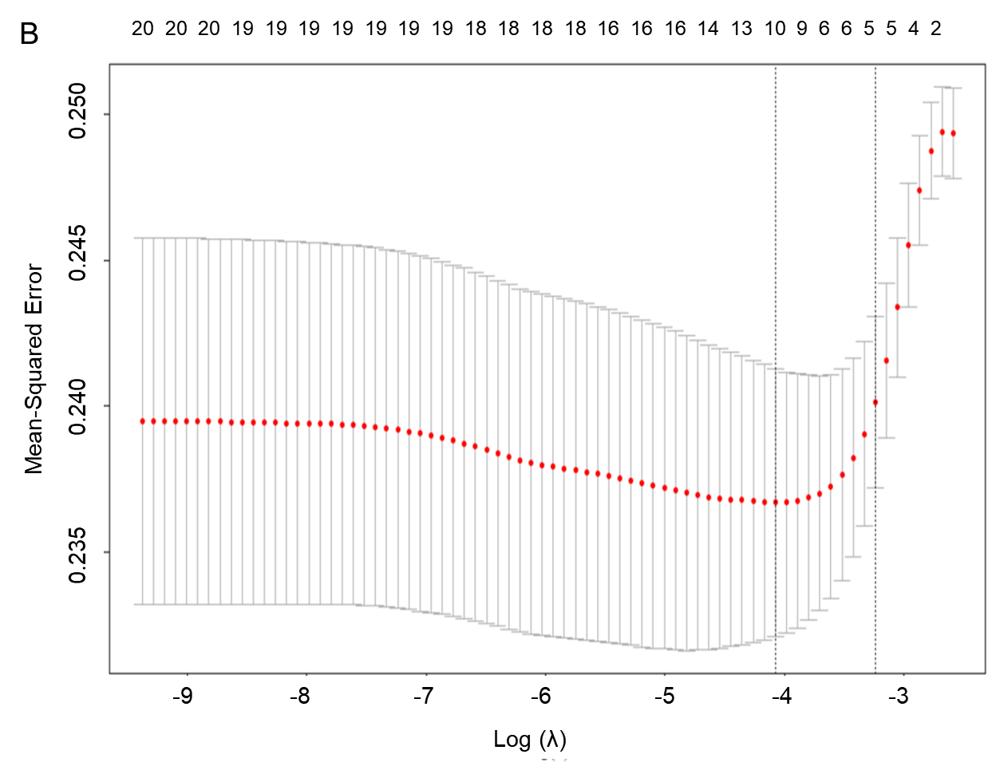 B
20 20 20 19 19 19 19 19 19 19 18 18 18 18 16 16 16 14 13 10 9 6 6 5 5 4 2
0.250
0.245
0.240
0.235
Mean-Squared Error
-9 -8 -7 -6 -5 -4 -3
Log (λ)